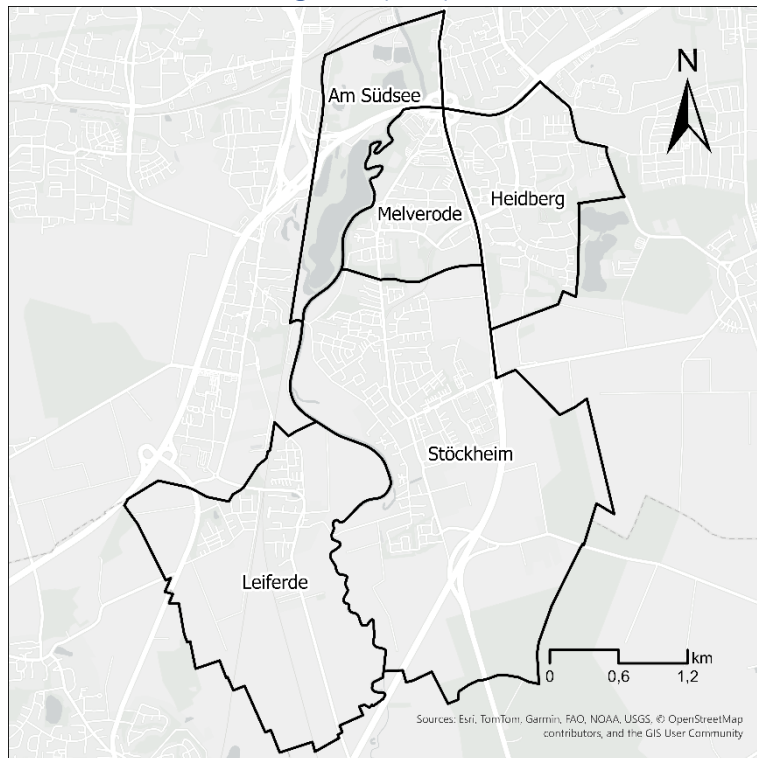 N
Am Südsee
Heidberg
Melverode
Stöckheim
Leiferde
km
0 0,6 1,2
Sources: Esri, TomTom, Garmin, FAO, NOAA, USGS, © OpenStreetMap
contributors, and the GIS User Community